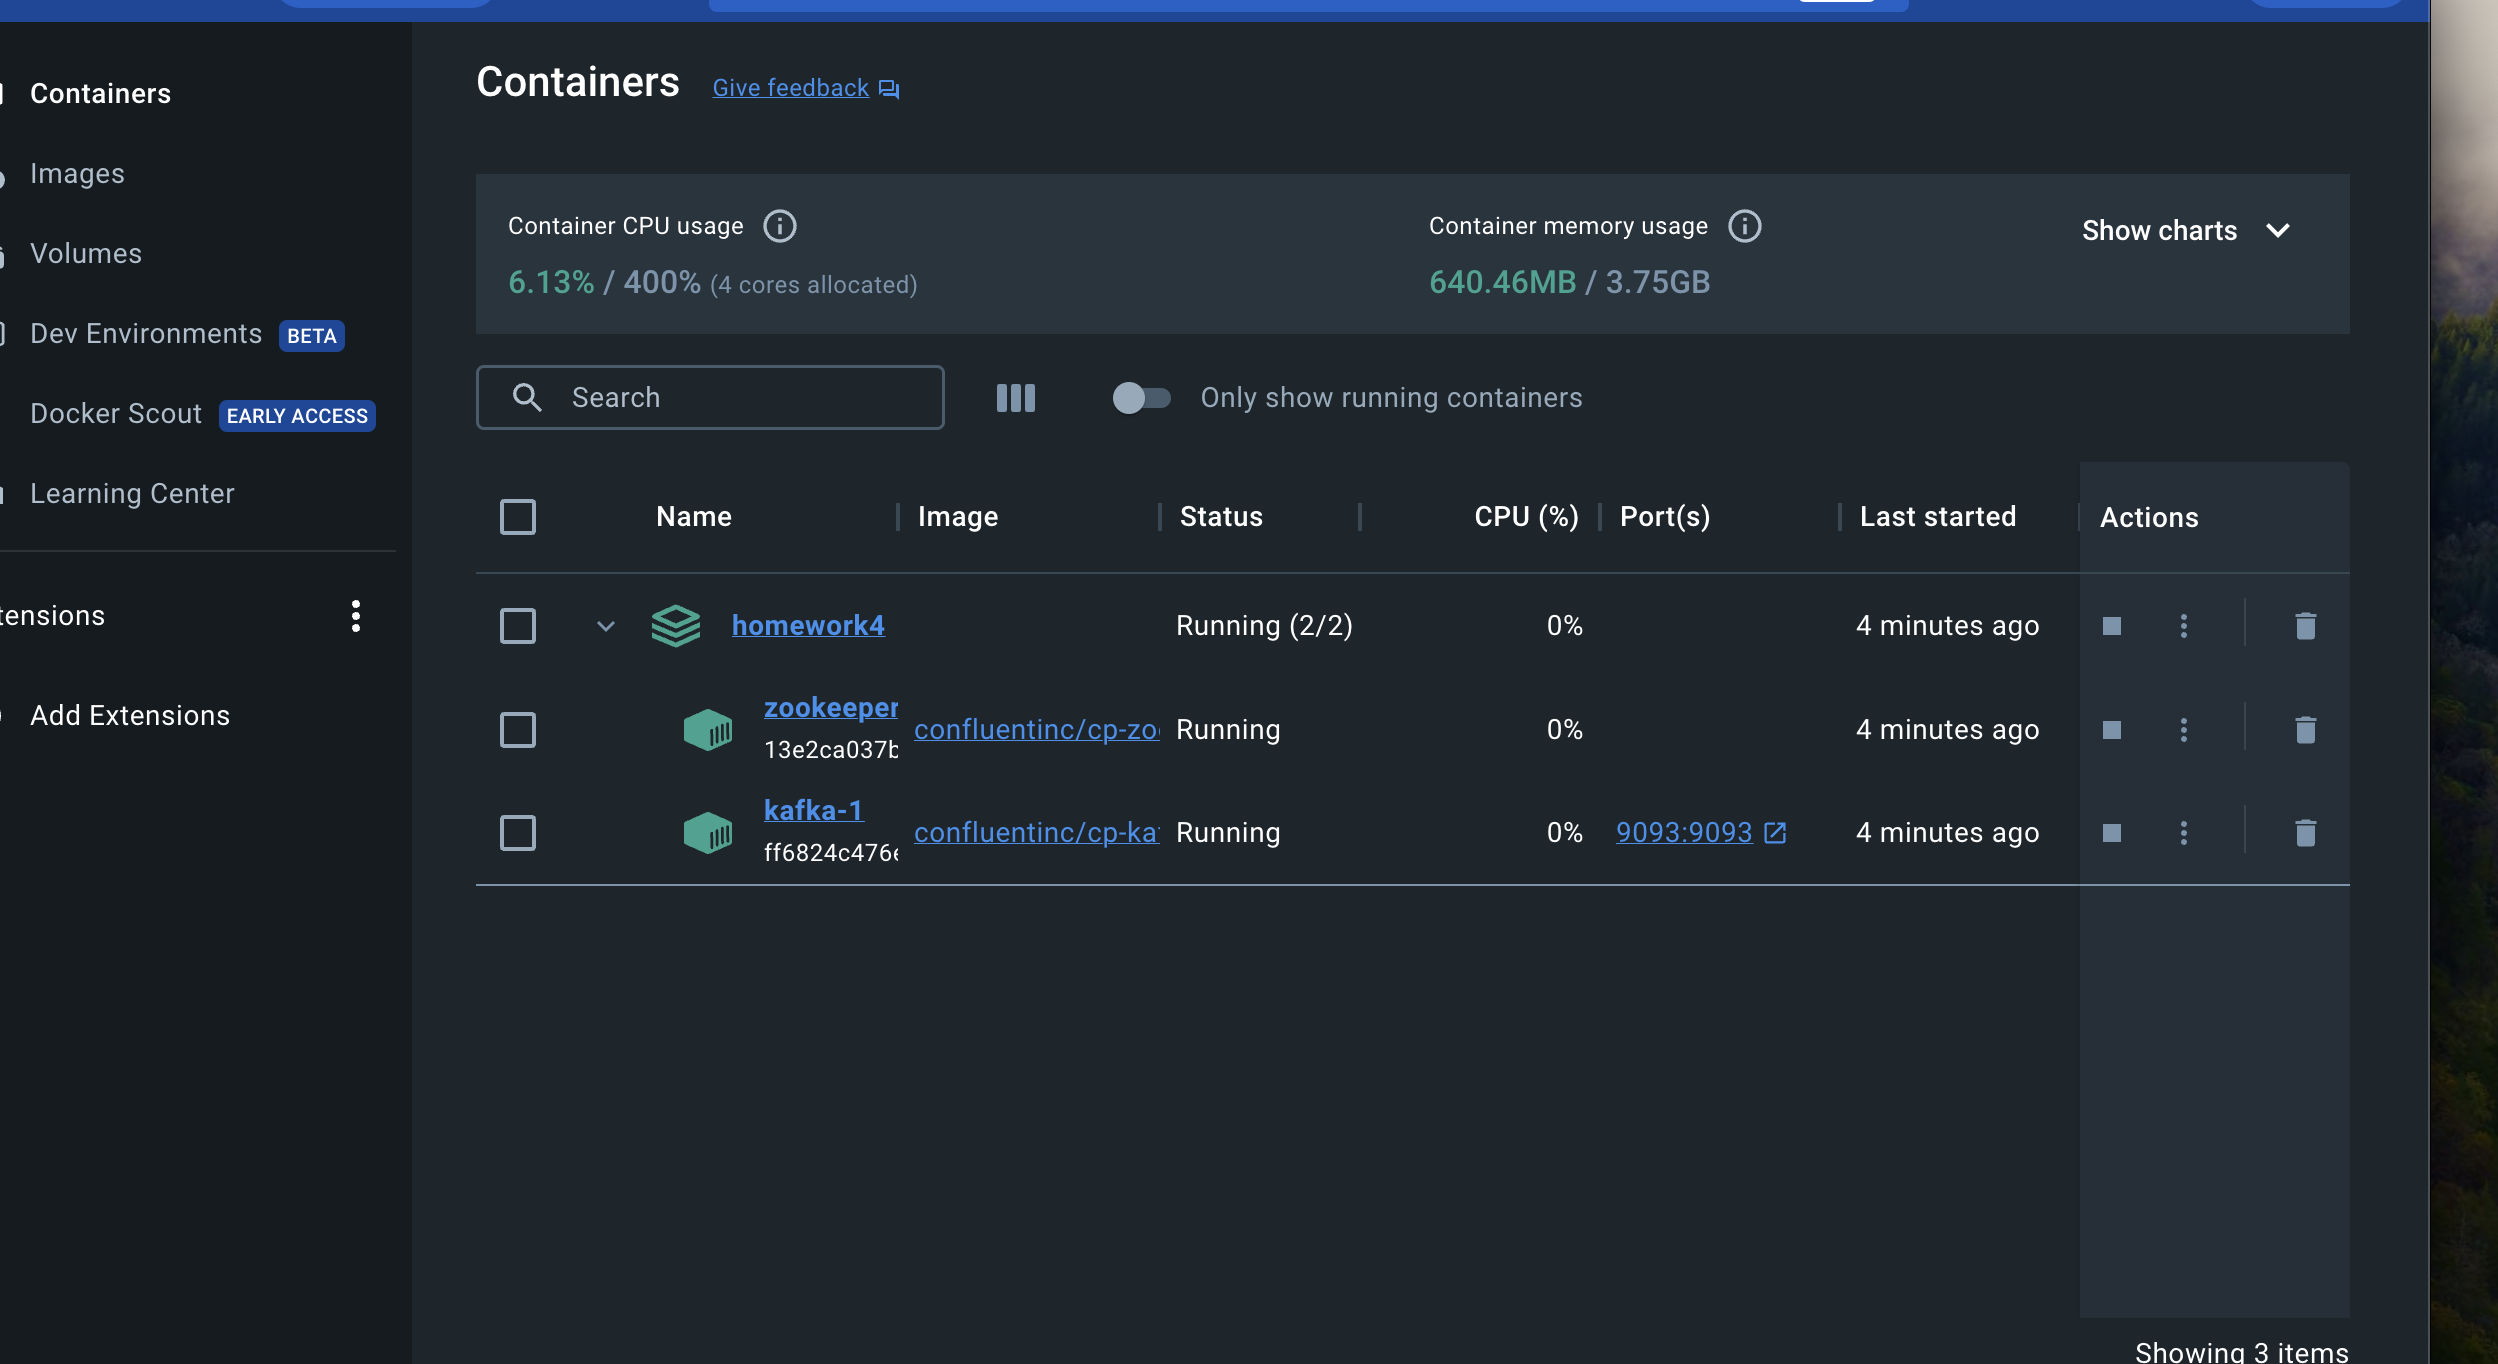 Containers
Images
Volumes
Dev Environments BETA
Docker Scout EARLY ACCESS
Learning Center
tensions
Add Extensions
Containers Give feedback
Container CPU usage
6.13% / 400% (4 cores allocated)
Container memory usage
640.46MB / 3.75GB
Show charts
Search
Only show running containers
Name Image Status CPU (%) Port(s) Last started Actions
homework4 Running (2/2) 0% 4 minutes ago
zookeeper
13e2ca037b
confluentinc/cp-zo Running 0% 4 minutes ago
kafka-1
ff6824c476e
confluentinc/cp-ka Running 0% 9093:9093 4 minutes ago
Showing 3 items